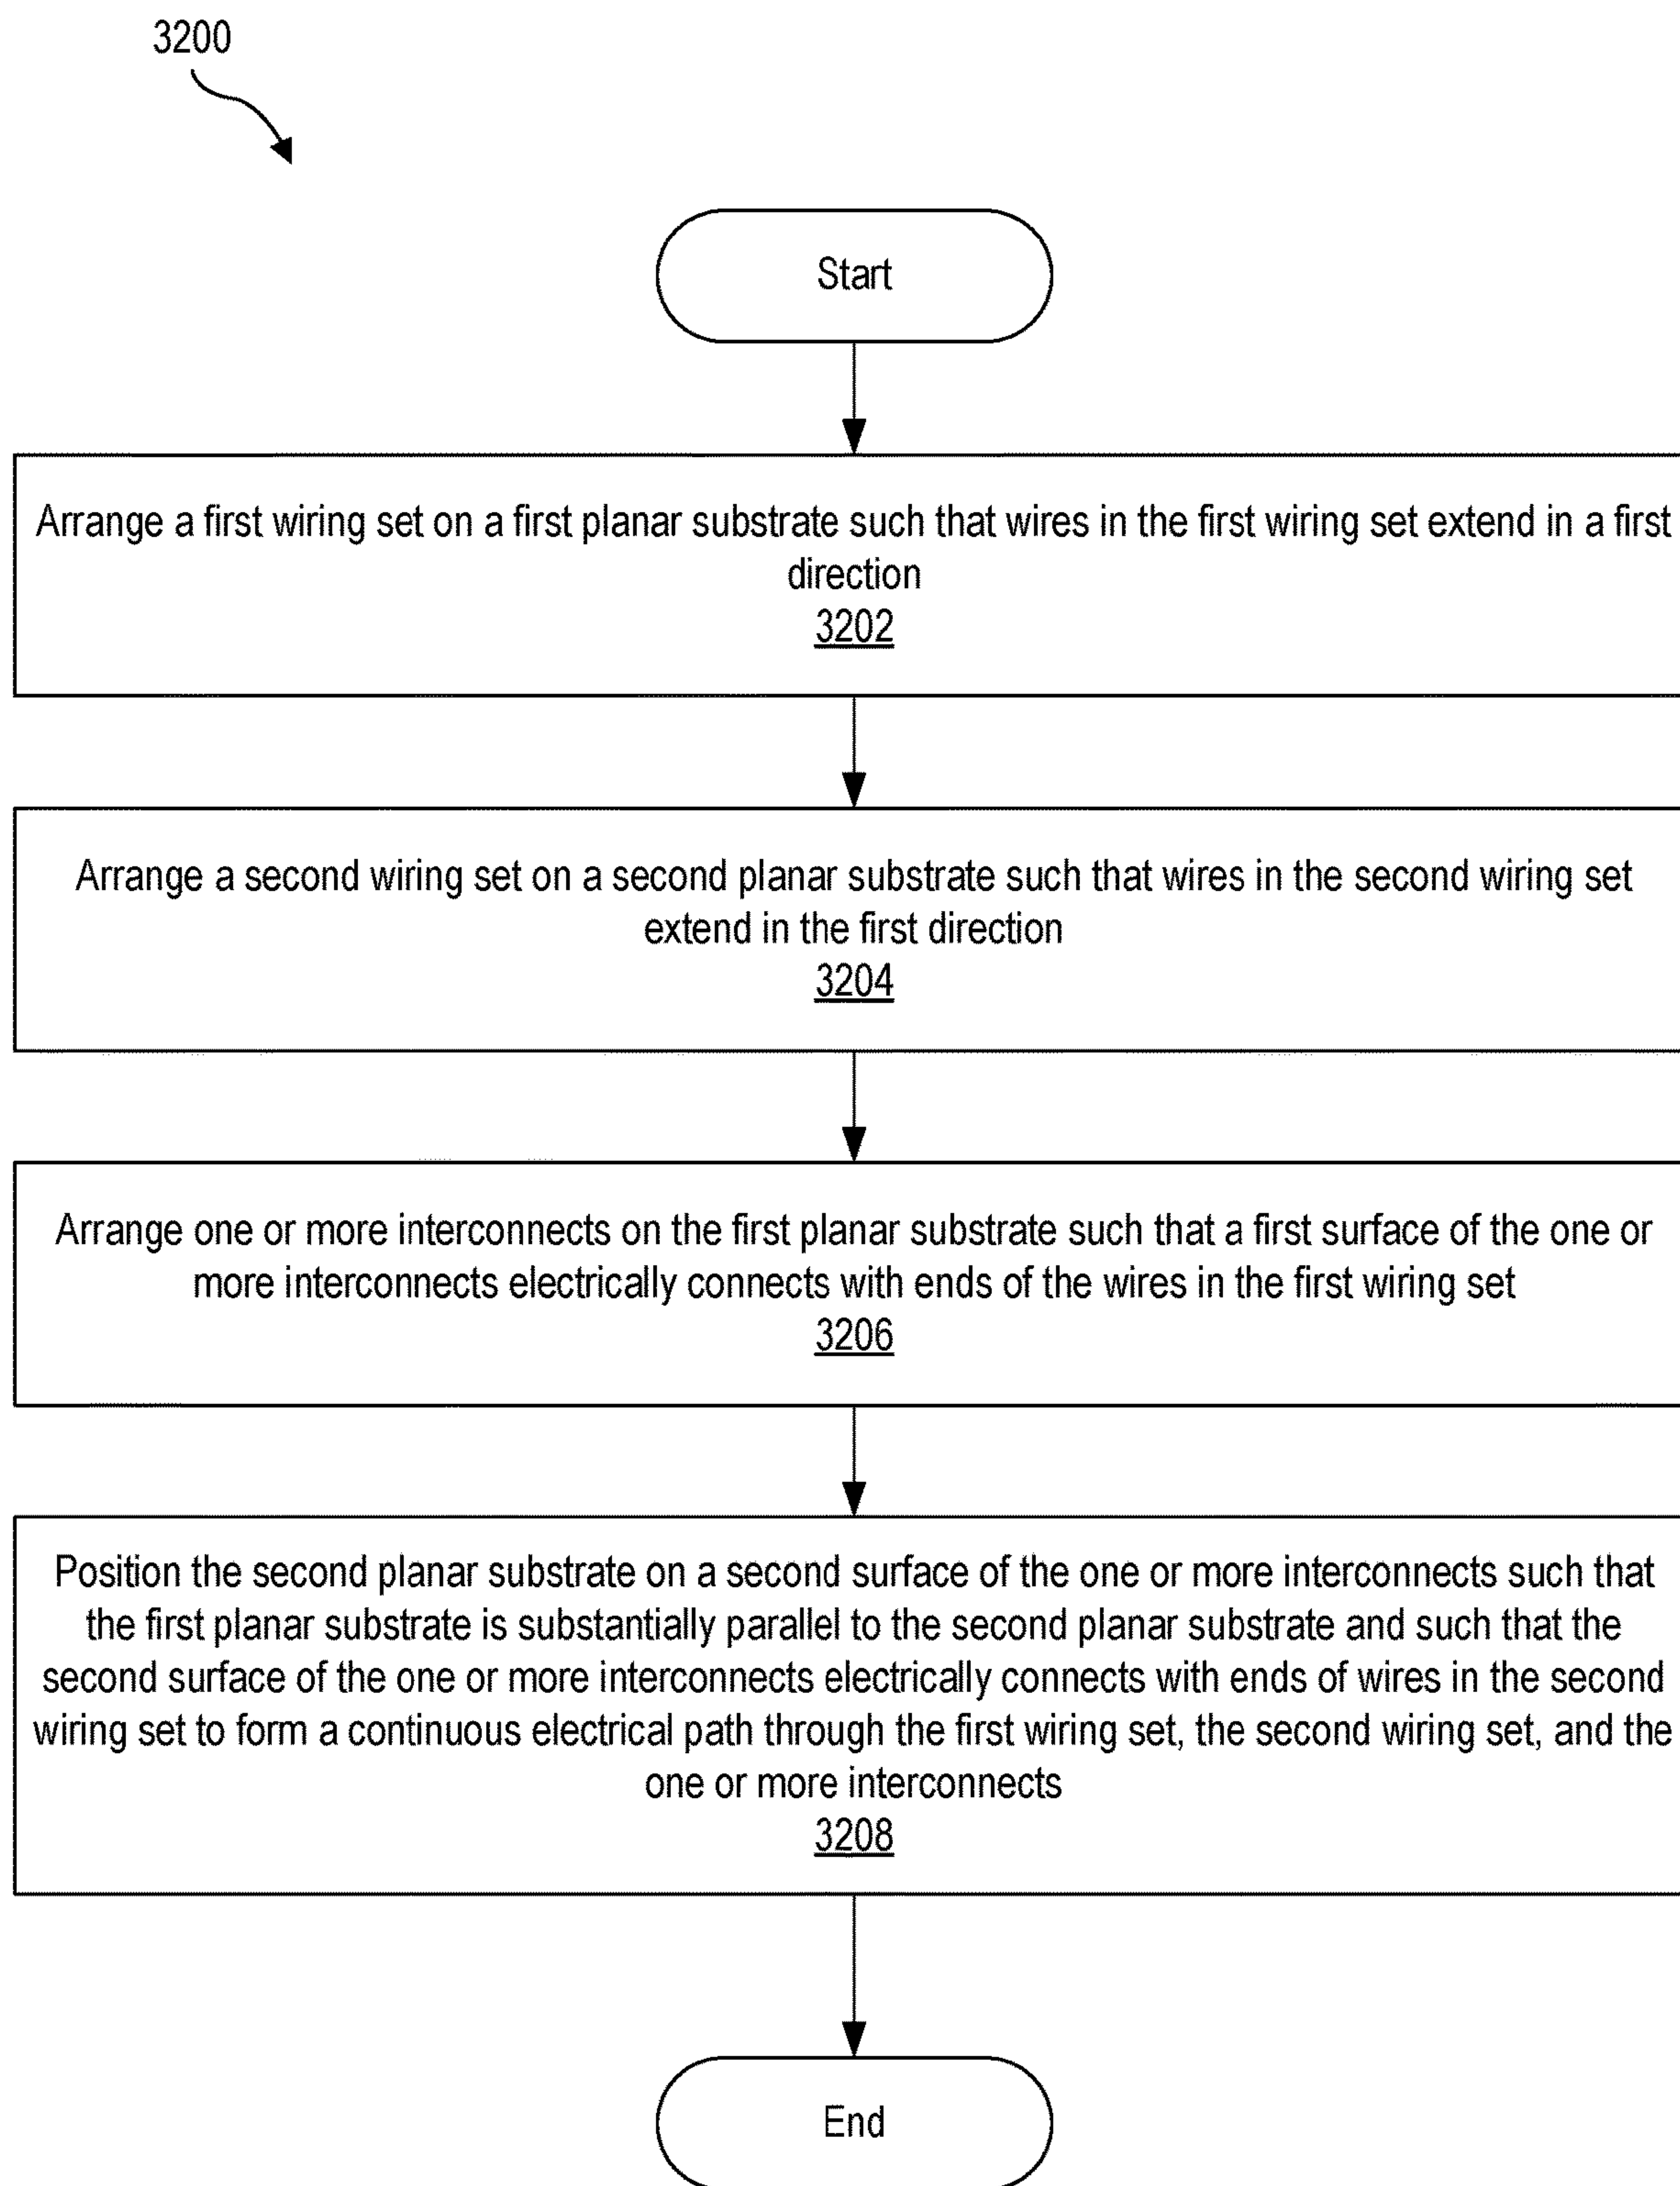 3200
Start
Arrange a first wiring set on a first planar substrate such that wires in the first wiring set extend in a first
direction
3202
Arrange a second wiring set on a second planar substrate such that wires in the second wiring set
extend in the first direction
3204
Arrange one or more interconnects on the first planar substrate such that a first surface of the one or
more interconnects electrically connects with ends of the wires in the first wiring set
3206
Position the second planar substrate on a second surface of the one or more interconnects such that
the first planar substrate is substantially parallel to the second planar substrate and such that the
second surface of the one or more interconnects electrically connects with ends of wires in the second
wiring set to form a continuous electrical path through the first wiring set, the second wiring set, and the
one or more interconnects
3208
End